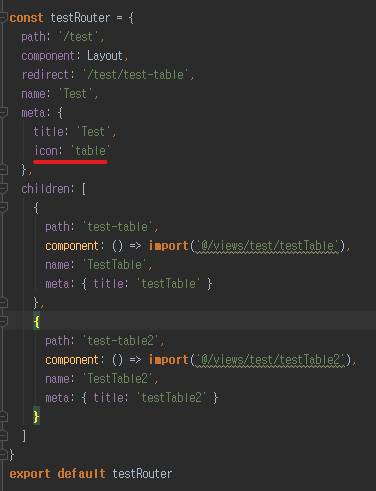 const testRouter = {
  path: '/test',
  component: Layout,
  redirect: '/test/test-table',
  name: 'Test',
  meta: {
    title: 'Test',
    icon: 'table'
  },
  children: [
    {
      path: 'test-table',
      component: () => import('@/views/test/testTable'),
      name: 'TestTable',
      meta: { title: 'testTable' }
    },
    {
      path: 'test-table2',
      component: () => import('@/views/test/testTable2'),
      name: 'TestTable2',
      meta: { title: 'testTable2' }
    }
  ]
}
export default testRouter